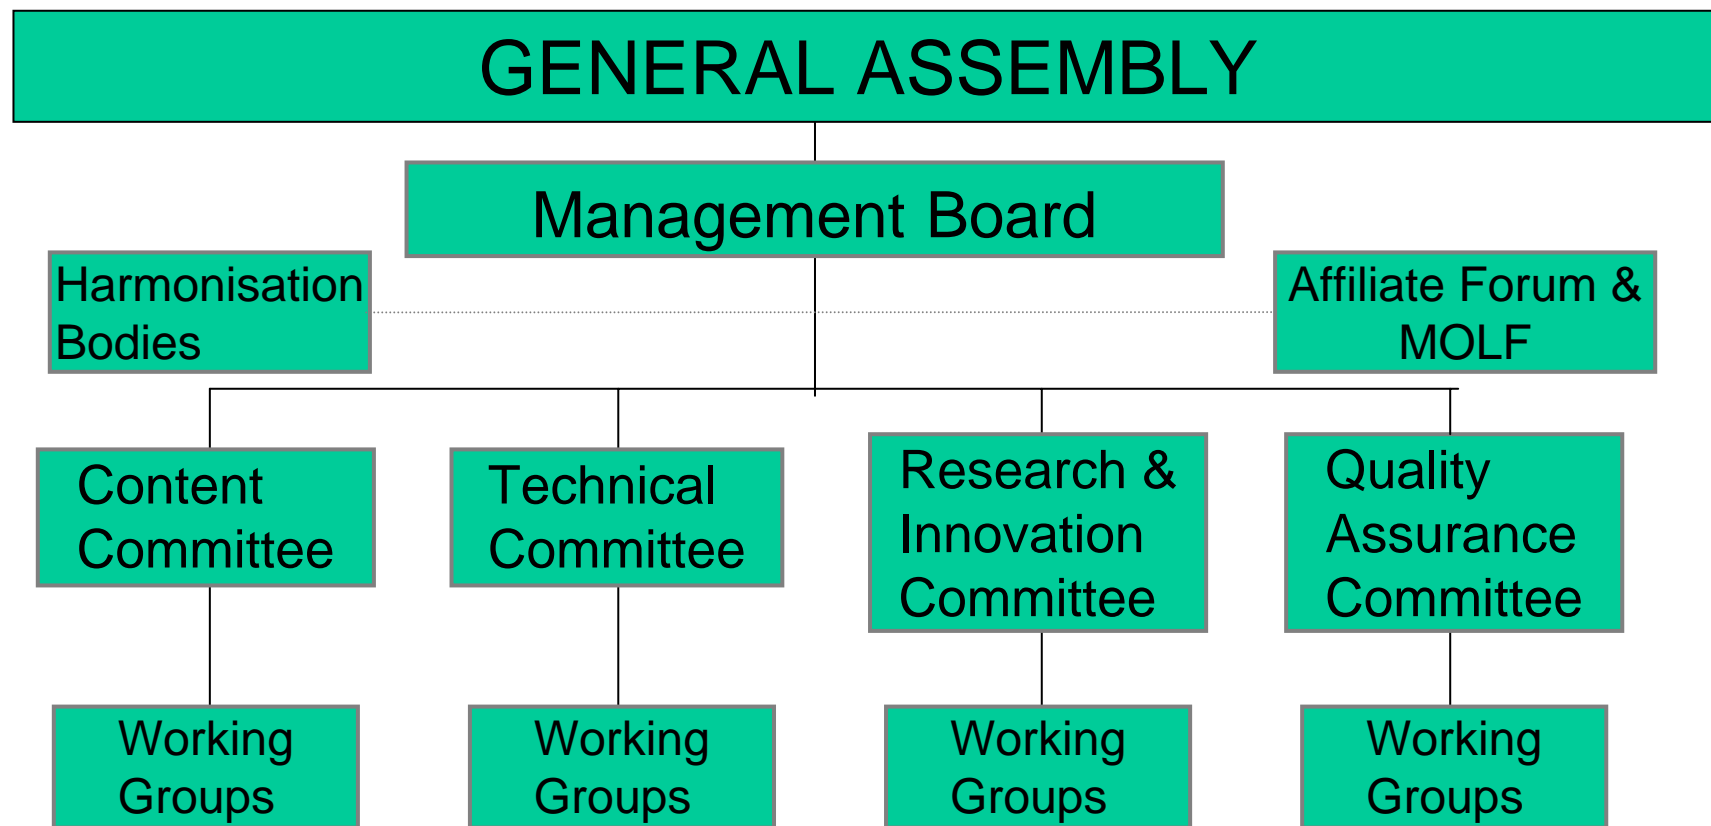 GENERAL ASSEMBLY
Management Board
Harmonisation
Bodies
Affiliate Forum &
MOLF
Content
Committee
Technical
Committee
Research &
Innovation
Committee
Quality
Assurance
Committee
Working
Groups
Working
Groups
Working
Groups
Working
Groups